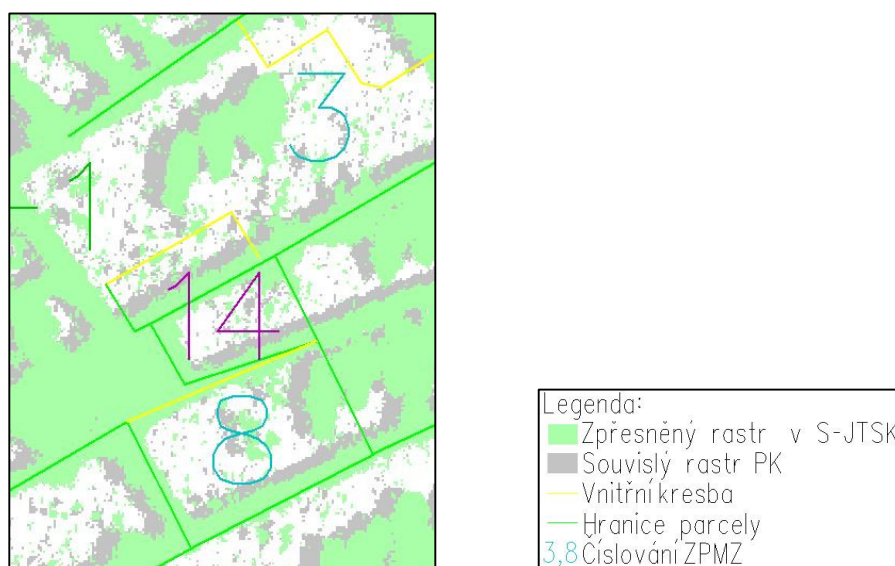 3
1
14
8
Legenda:
Zpřesněný rastr v S-JTSK
Souvislý rastr PK
Vnitřní kresba
Hranice parcely
3,8 Číslování ZPMZ